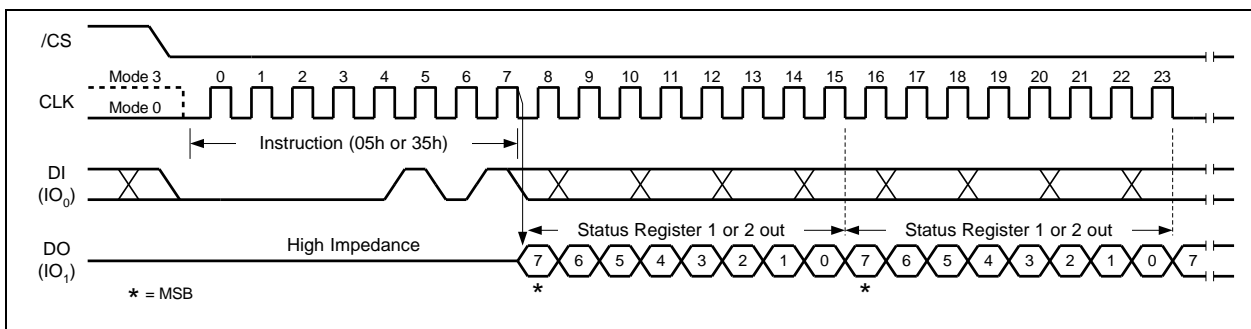 /CS
Mode 3 0 1 2 3 4 5 6 7 8 9 10 11 12 13 14 15 16 17 18 19 20 21 22 23
CLK Mode 0
Instruction (05h or 35h)
DI
(IO0)
Status Register 1 or 2 out Status Register 1 or 2 out
DO High Impedance
(IO1) 7 6 5 4 3 2 1 0 7 6 5 4 3 2 1 0 7
* *
* = MSB